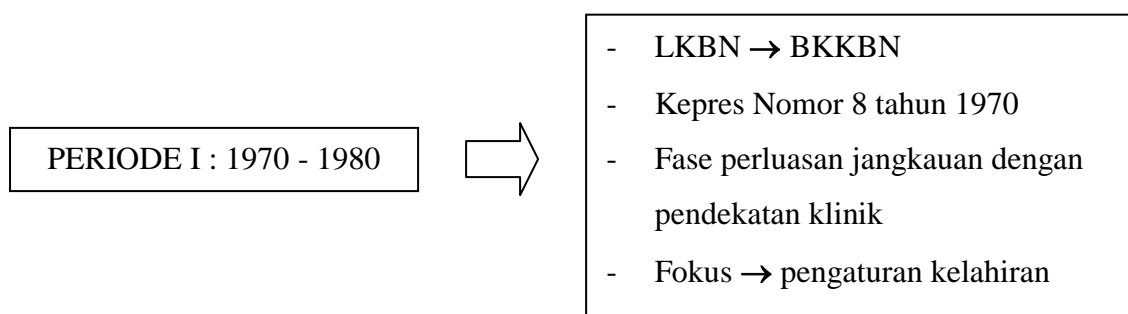 PERIODE I : 1970 - 1980
- LKBN → BKKBN
- Kepres Nomor 8 tahun 1970
- Fase perluasan jangkauan dengan
pendekatan klinik
- Fokus → pengaturan kelahiran